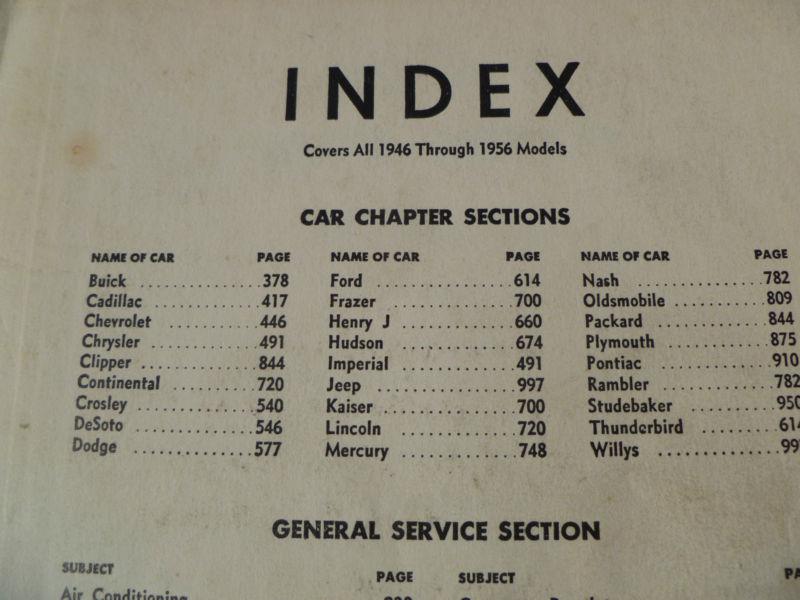 INDEX
Covers All 1946 Through 1956 Models
CAR CHAPTER SECTIONS
NAME OF CAR PAGE
Buick ..............378
Cadillac ............417
Chevrolet ..........446
Chrysler ............491
Clipper .............844
Continental .........720
Crosley .............540
DeSoto .............546
Dodge .............577
NAME OF CAR PAGE
Ford ................614
Frazer ..............700
Henry J .............660
Hudson .............674
Imperial .............491
Jeep ................997
Kaiser ...............700
Lincoln .............720
Mercury .............748
NAME OF CAR PAGE
Nash ..............782
Oldsmobile ..........809
Packard ............844
Plymouth ............875
Pontiac .............910
Rambler ............782
Studebaker ..........950
Thunderbird ........614
Willys ..............99
GENERAL SERVICE SECTION
SUBJECT PAGE SUBJECT
Air Conditioning